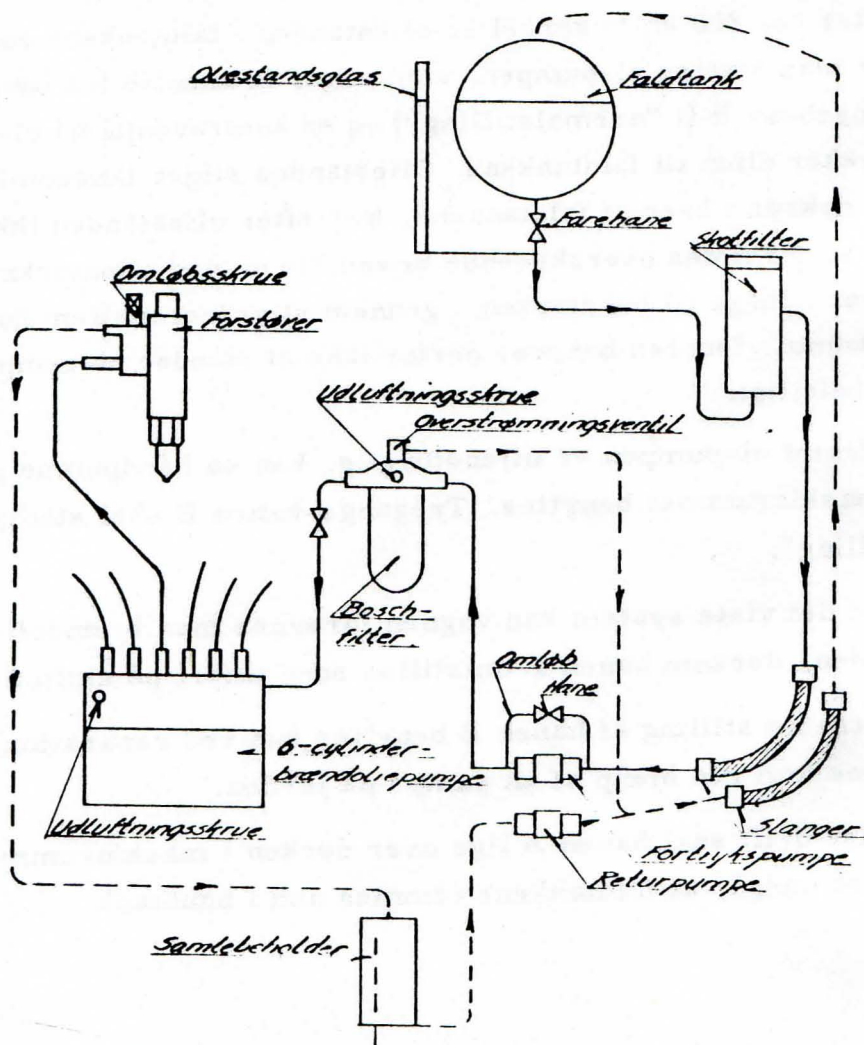 Oliestandsglas
Faldtank
Farehane
Skotfilter
Omløbsskrue
Forstøver
Udluftningsskrue
Overstrømningsventil
Bosch-
filter
Omløb
Hane
6-cylinder-
brændoliepumpe
Udluftningsskrue
Slanger
Fortrykspumpe
Returpumpe
Samlebeholder